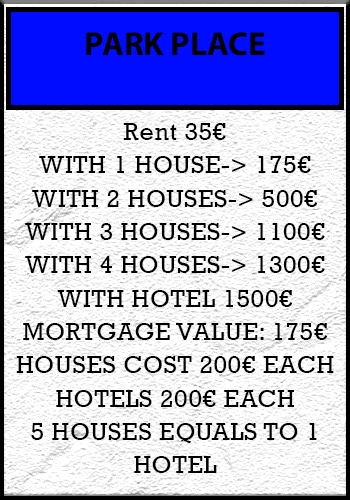 PARK PLACE
Rent 35€
WITH 1 HOUSE-> 175€
WITH 2 HOUSES-> 500€
WITH 3 HOUSES-> 1100€
WITH 4 HOUSES-> 1300€
WITH HOTEL 1500€
MORTGAGE VALUE: 175€
HOUSES COST 200€ EACH
HOTELS 200€ EACH
5 HOUSES EQUALS TO 1
HOTEL